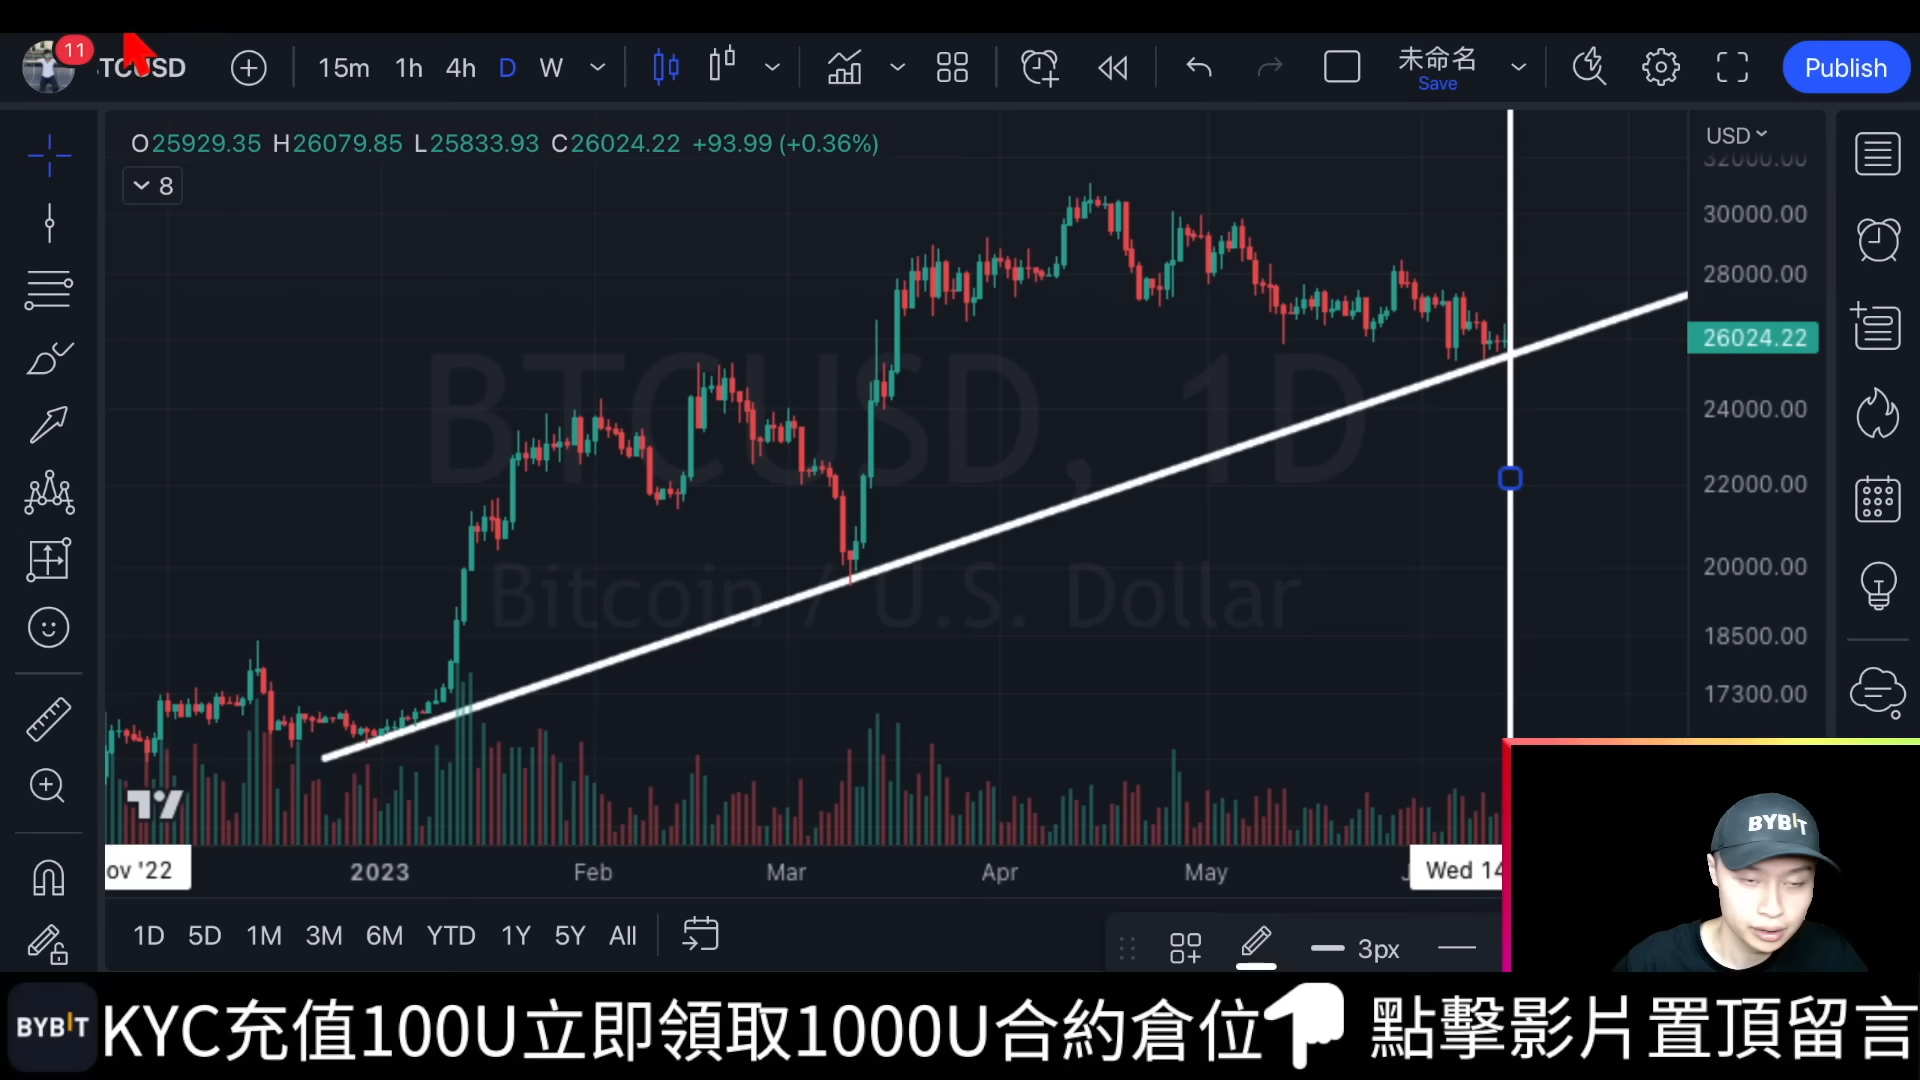 11
TCUSD
15m 1h 4h D W
未命名
Save
Publish
O25929.35 H26079.85 L25833.93 C26024.22 +93.99 (+0.36%)
8
USD
32000.00
30000.00
28000.00
26024.22
24000.00
22000.00
20000.00
18500.00
17300.00
BTCUSD, 1D
Bitcoin / U.S. Dollar
ov '22 2023 Feb Mar Apr May Wed 14
1D 5D 1M 3M 6M YTD 1Y 5Y All
3px
BYBIT
BYBIT KYC充值100U立即領取1000U合約倉位 點擊影片置頂留言